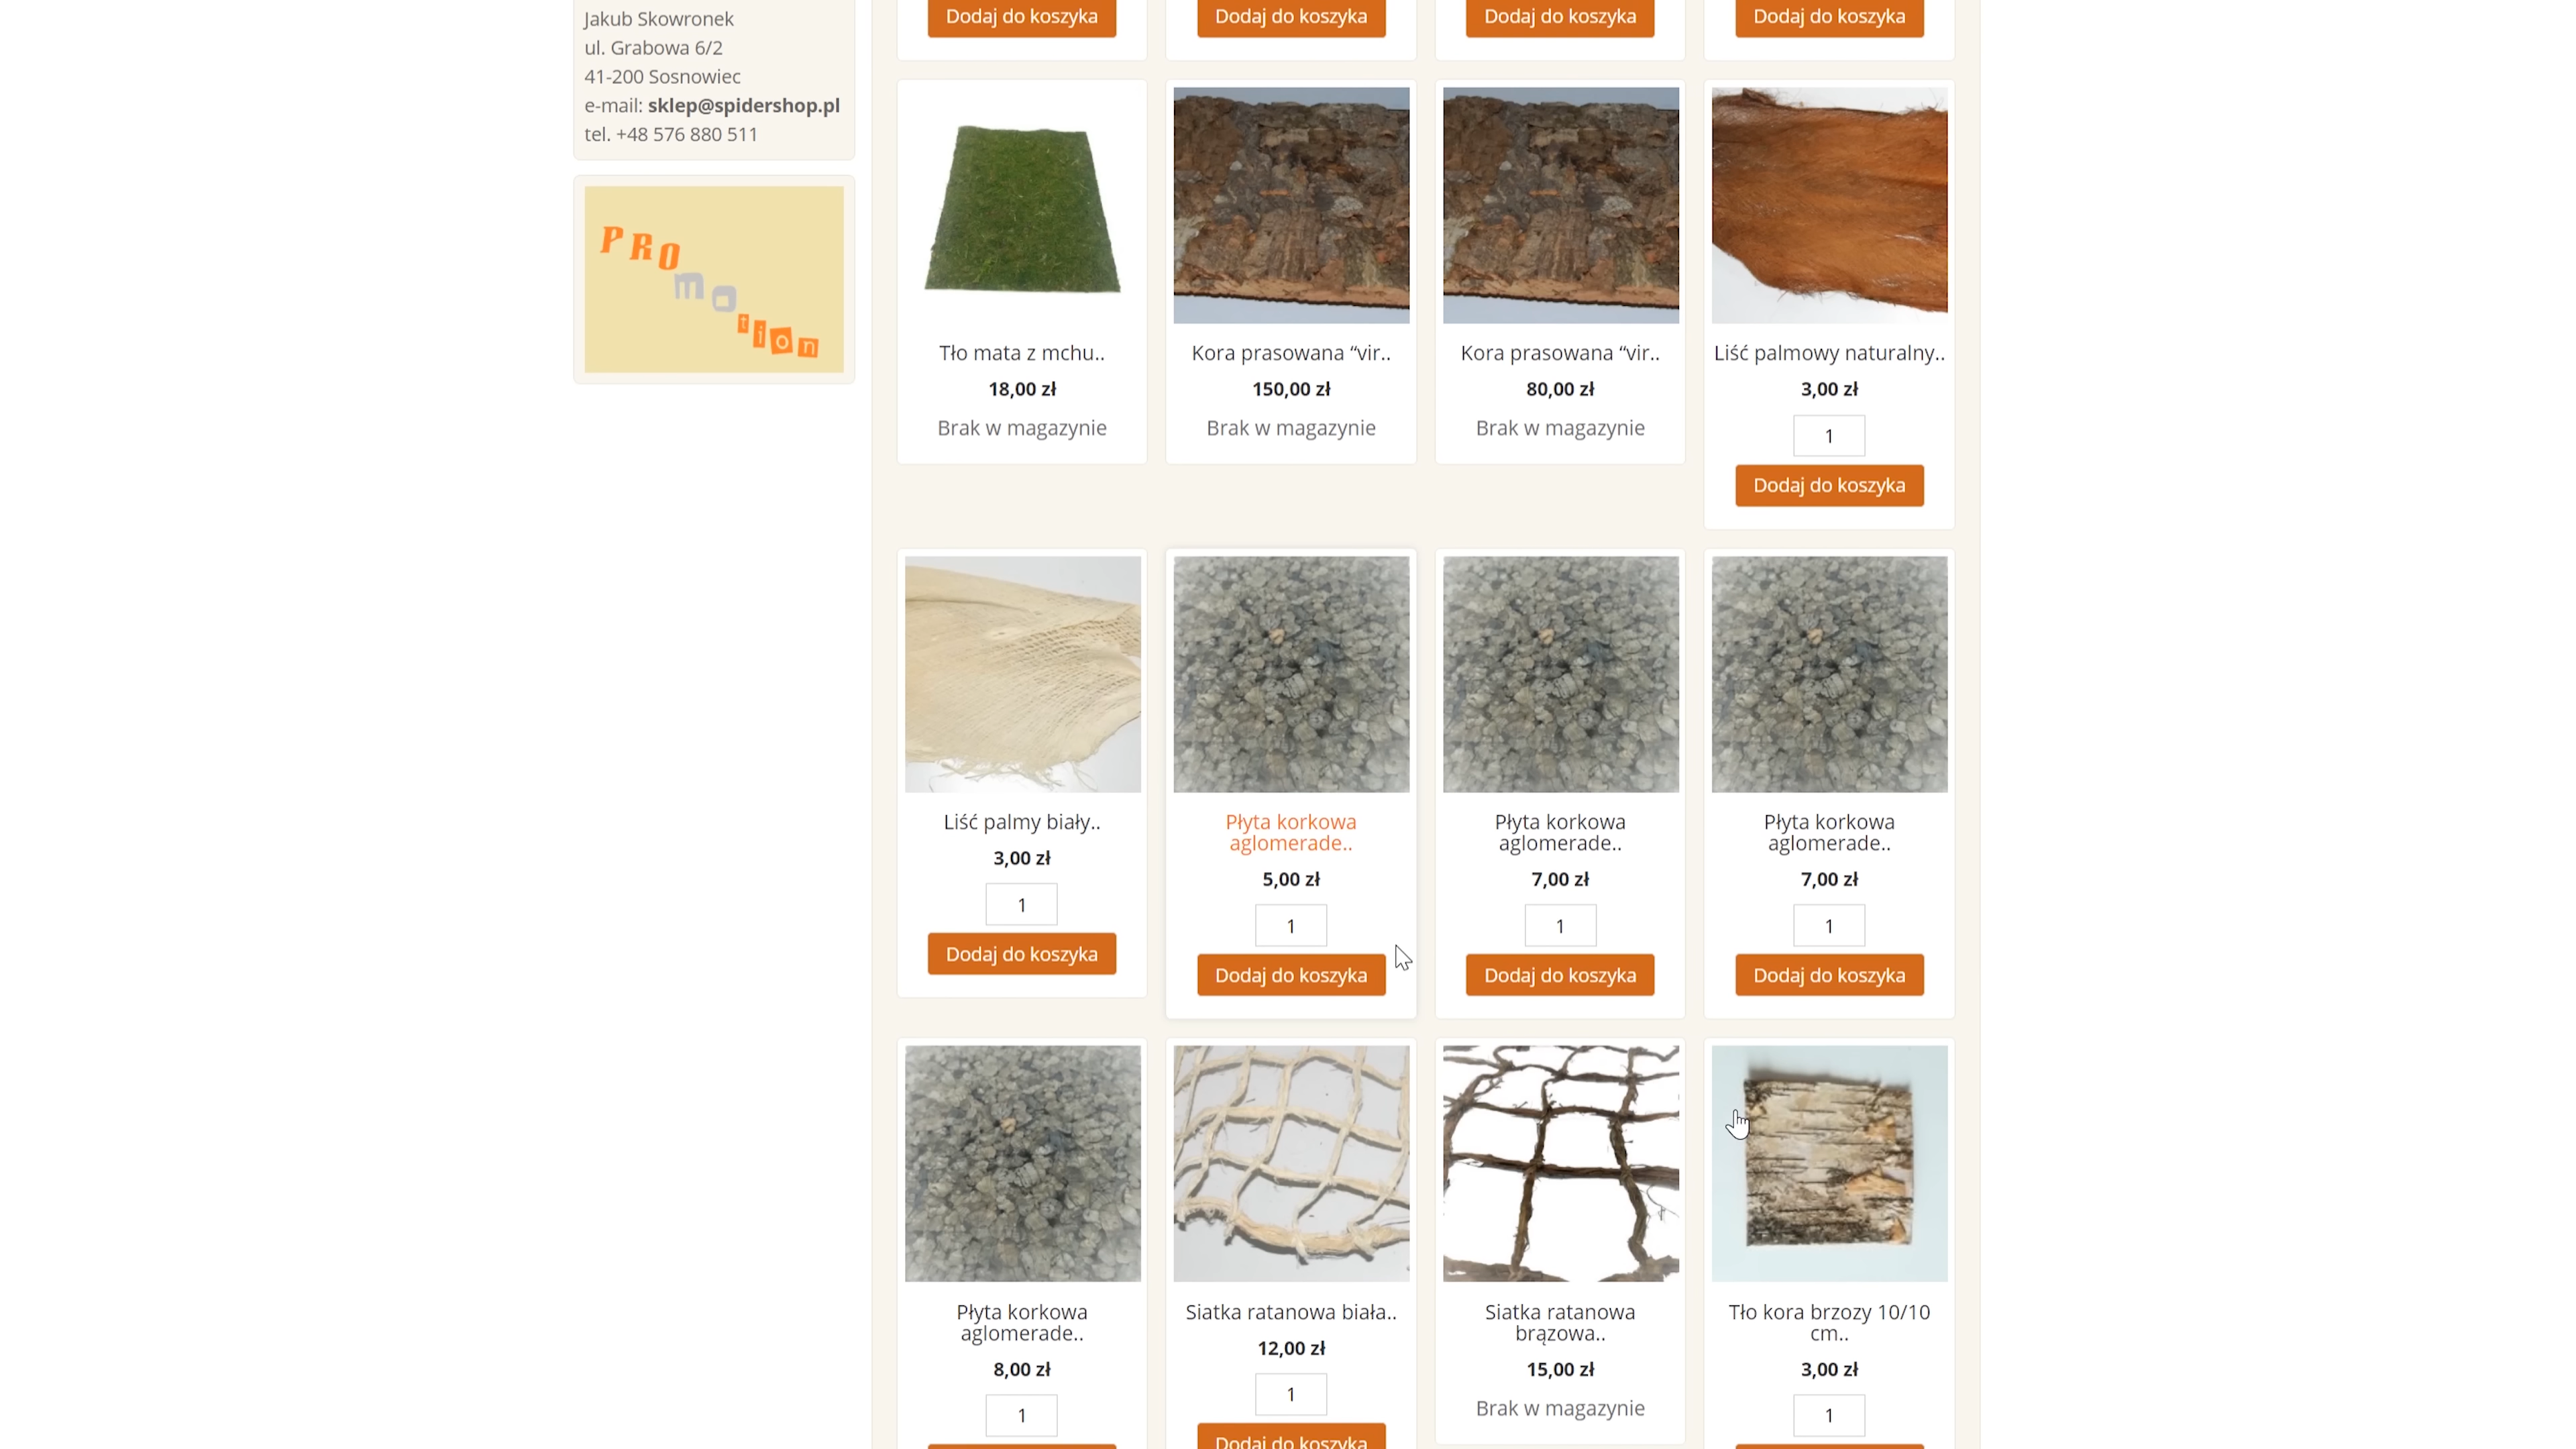 Jakub Skowronek
ul. Grabowa 6/2
41-200 Sosnowiec
e-mail: sklep@spidershop.pl
tel. +48 576 880 511
PROmotion
Dodaj do koszyka
Dodaj do koszyka
Dodaj do koszyka
Dodaj do koszyka
Tło mata z mchu..
18,00 zł
Brak w magazynie
Kora prasowana “vir..
150,00 zł
Brak w magazynie
Kora prasowana “vir..
80,00 zł
Brak w magazynie
Liść palmowy naturalny..
3,00 zł
1
Dodaj do koszyka
Liść palmy biały..
3,00 zł
1
Dodaj do koszyka
Płyta korkowa
aglomerade..
5,00 zł
1
Dodaj do koszyka
Płyta korkowa
aglomerade..
7,00 zł
1
Dodaj do koszyka
Płyta korkowa
aglomerade..
7,00 zł
1
Dodaj do koszyka
Płyta korkowa
aglomerade..
8,00 zł
1
Siatka ratanowa biała..
12,00 zł
1
Dodaj do koszyka
Siatka ratanowa
brązowa..
15,00 zł
Brak w magazynie
Tło kora brzozy 10/10
cm..
3,00 zł
1